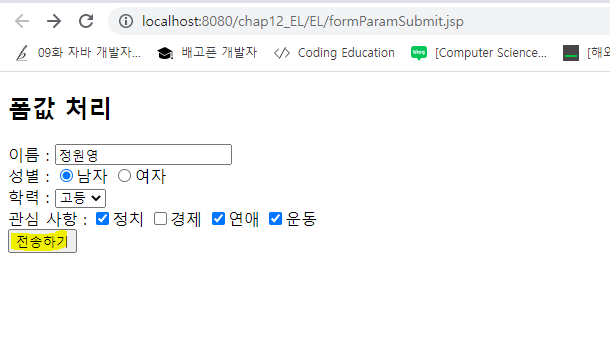 localhost:8080/chap12_EL/EL/formParamSubmit.jsp
09화 자바 개발자... 배고픈 개발자 Coding Education blog [Computer Science... [해외
폼값 처리
이름 : 정원영
성별 : 남자 여자
학력 : 고등
관심 사항 : 정치 경제 연애 운동
전송하기